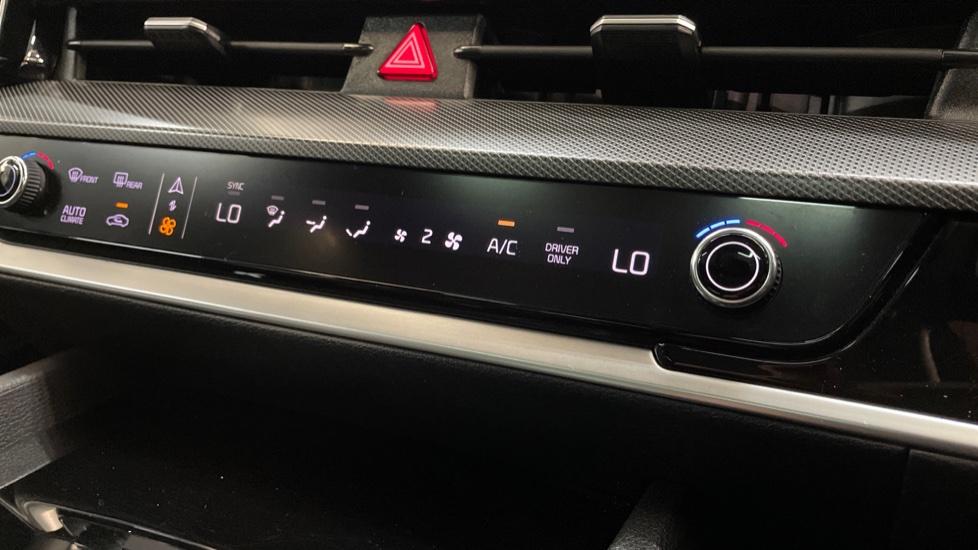 FRONT
REAR
AUTO
CLIMATE
SYNC
LO
2
A/C
DRIVER
ONLY
LO